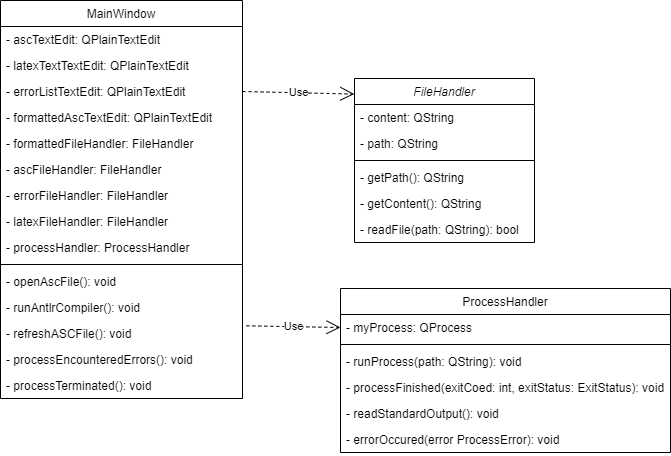 MainWindow
- ascTextEdit: QPlainTextEdit
- latexTextTextEdit: QPlainTextEdit
- errorListTextEdit: QPlainTextEdit
- formattedAscTextEdit: QPlainTextEdit
- formattedFileHandler: FileHandler
- ascFileHandler: FileHandler
- errorFileHandler: FileHandler
- latexFileHandler: FileHandler
- processHandler: ProcessHandler
- openAscFile(): void
- runAntlrCompiler(): void
- refreshASCFile(): void
- processEncounteredErrors(): void
- processTerminated(): void
Use
FileHandler
- content: QString
- path: QString
- getPath(): QString
- getContent(): QString
- readFile(path: QString): bool
Use
ProcessHandler
- myProcess: QProcess
- runProcess(path: QString): void
- processFinished(exitCoed: int, exitStatus: ExitStatus): void
- readStandardOutput(): void
- errorOccured(error ProcessError): void